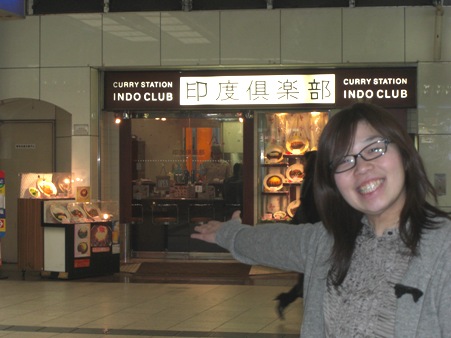 CURRY STATION
INDO CLUB
印度倶楽部
CURRY STATION
INDO CLUB